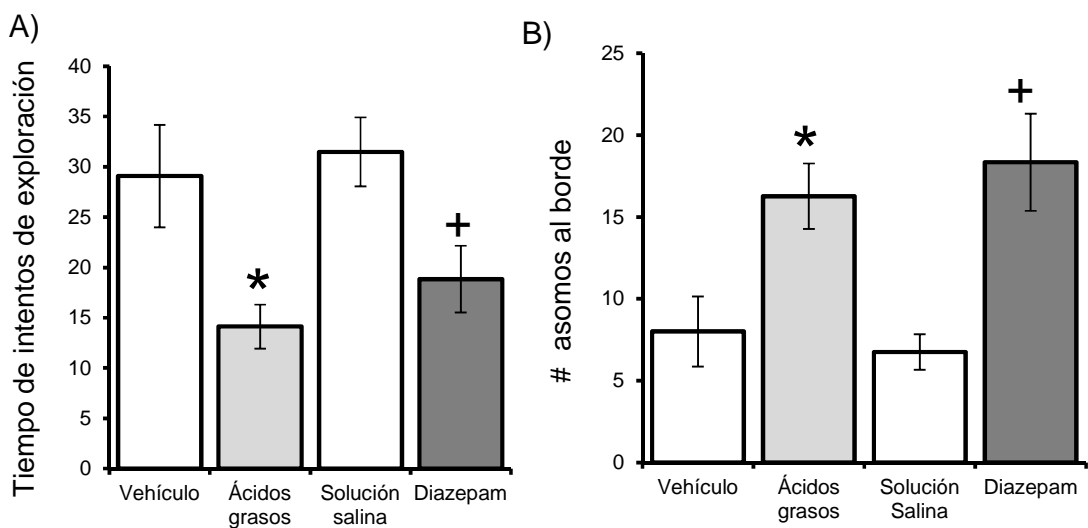 A)
Tiempo de intentos de exploración
40
35
30
25
20
15
10
5
0
*
+
Vehículo
Ácidos
grasos
Solución
salina
Diazepam
B)
# asomos al borde
25
20
15
10
5
0
*
+
Vehículo
Ácidos
grasos
Solución
Salina
Diazepam